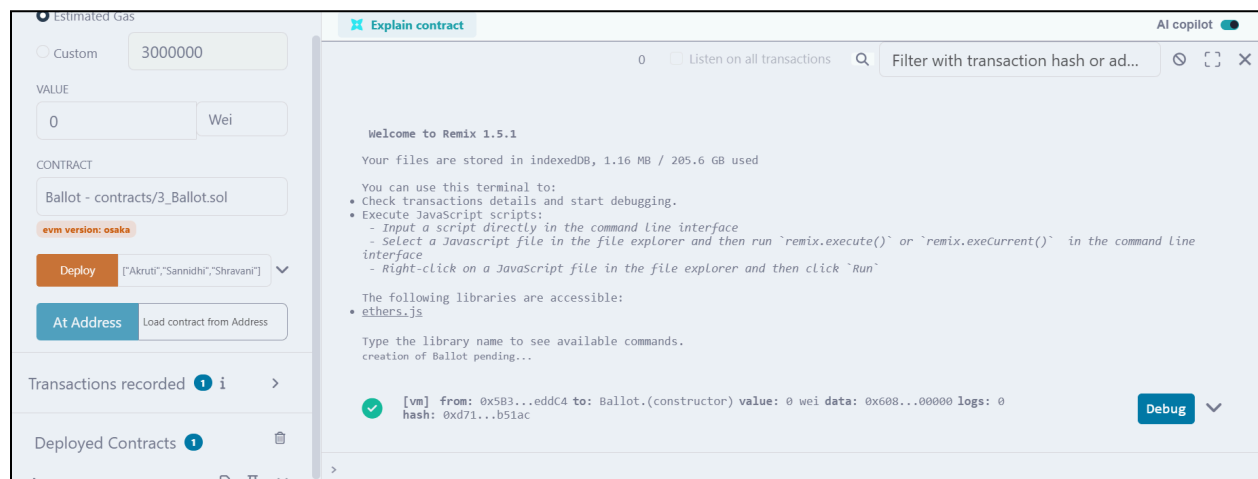 Estimated Gas
Custom
3000000
VALUE
0
Wei
CONTRACT
Ballot - contracts/3_Ballot.sol
evm version: osaka
Deploy
["Akruti","Sannidhi","Shravani"]
At Address
Load contract from Address
Transactions recorded 1 i >
Deployed Contracts 1
Explain contract
AI copilot
0
Listen on all transactions
Filter with transaction hash or ad...
Welcome to Remix 1.5.1
Your files are stored in indexedDB, 1.16 MB / 205.6 GB used
You can use this terminal to:
• Check transactions details and start debugging.
• Execute JavaScript scripts:
- Input a script directly in the command line interface
- Select a Javascript file in the file explorer and then run `remix.execute()` or `remix.exeCurrent()` in the command line
interface
- Right-click on a JavaScript file in the file explorer and then click `Run`
The following libraries are accessible:
• ethers.js
Type the library name to see available commands.
creation of Ballot pending...
[vm] from: 0x5B3...eddC4 to: Ballot.(constructor) value: 0 wei data: 0x608...00000 logs: 0
hash: 0xd71...b51ac
Debug
>